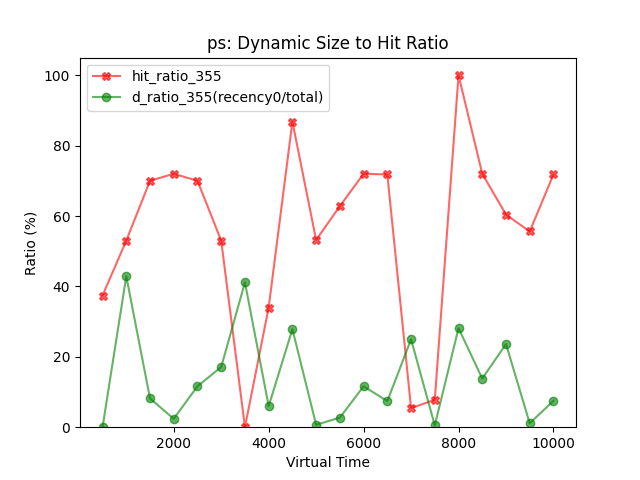 ps: Dynamic Size to Hit Ratio
hit_ratio_355
d_ratio_355(recency0/total)
Ratio (%)
100
80
60
40
20
0
2000 4000 6000 8000 10000
Virtual Time